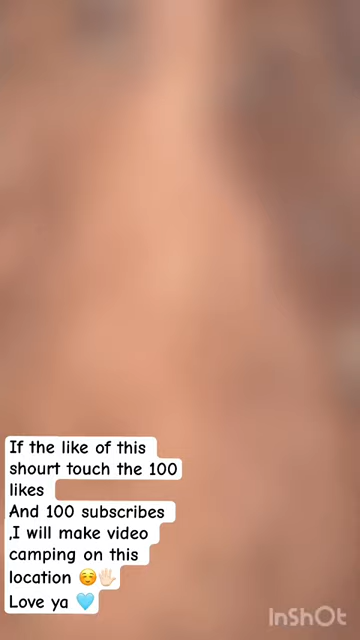 If the like of this
shourt touch the 100
likes
And 100 subscribes
,I will make video
camping on this
location ☺️🖐🏻
Love ya 🩵
InShOt